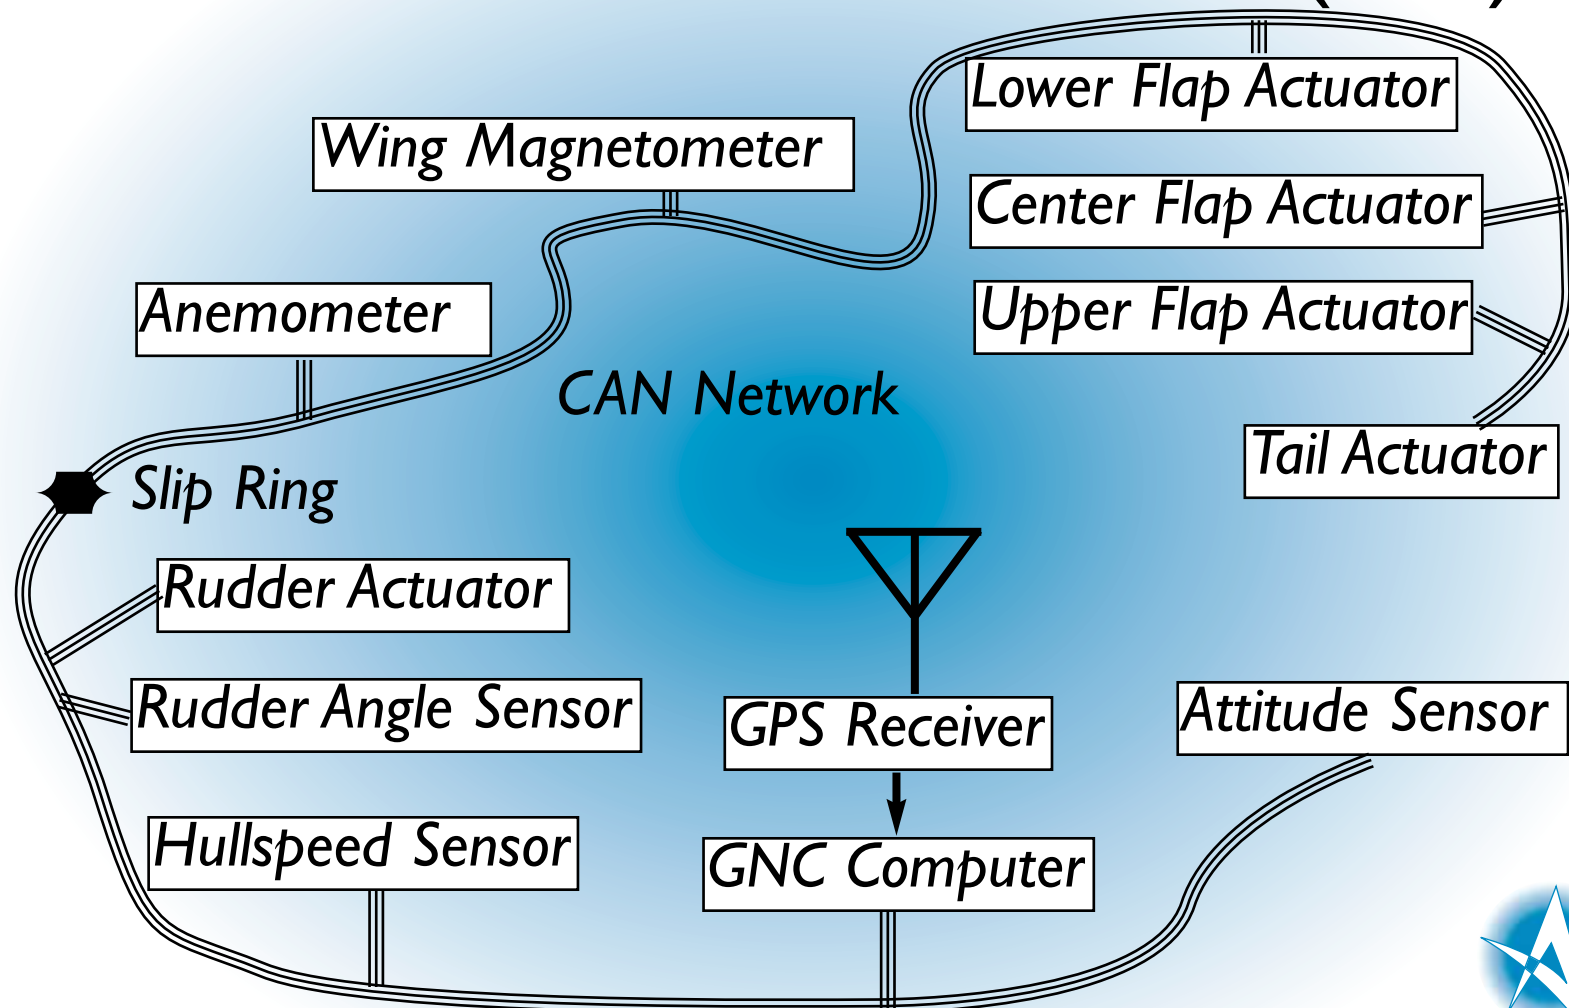 Lower Flap Actuator
Wing Magnetometer
Center Flap Actuator
Anemometer
Upper Flap Actuator
CAN Network
Tail Actuator
Slip Ring
Rudder Actuator
Rudder Angle Sensor
GPS Receiver
Attitude Sensor
Hullspeed Sensor
GNC Computer